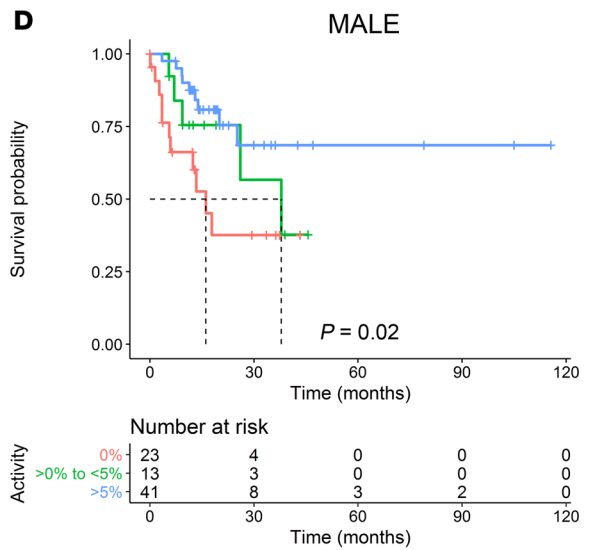 D
MALE
1.00
0.75
0.50
0.25
0.00
Survival probability
P = 0.02
0 30 60 90 120
Time (months)
Number at risk
Activity
0% 23 4 0 0 0
>0% to <5% 13 3 0 0 0
>5% 41 8 3 2 0
0 30 60 90 120
Time (months)